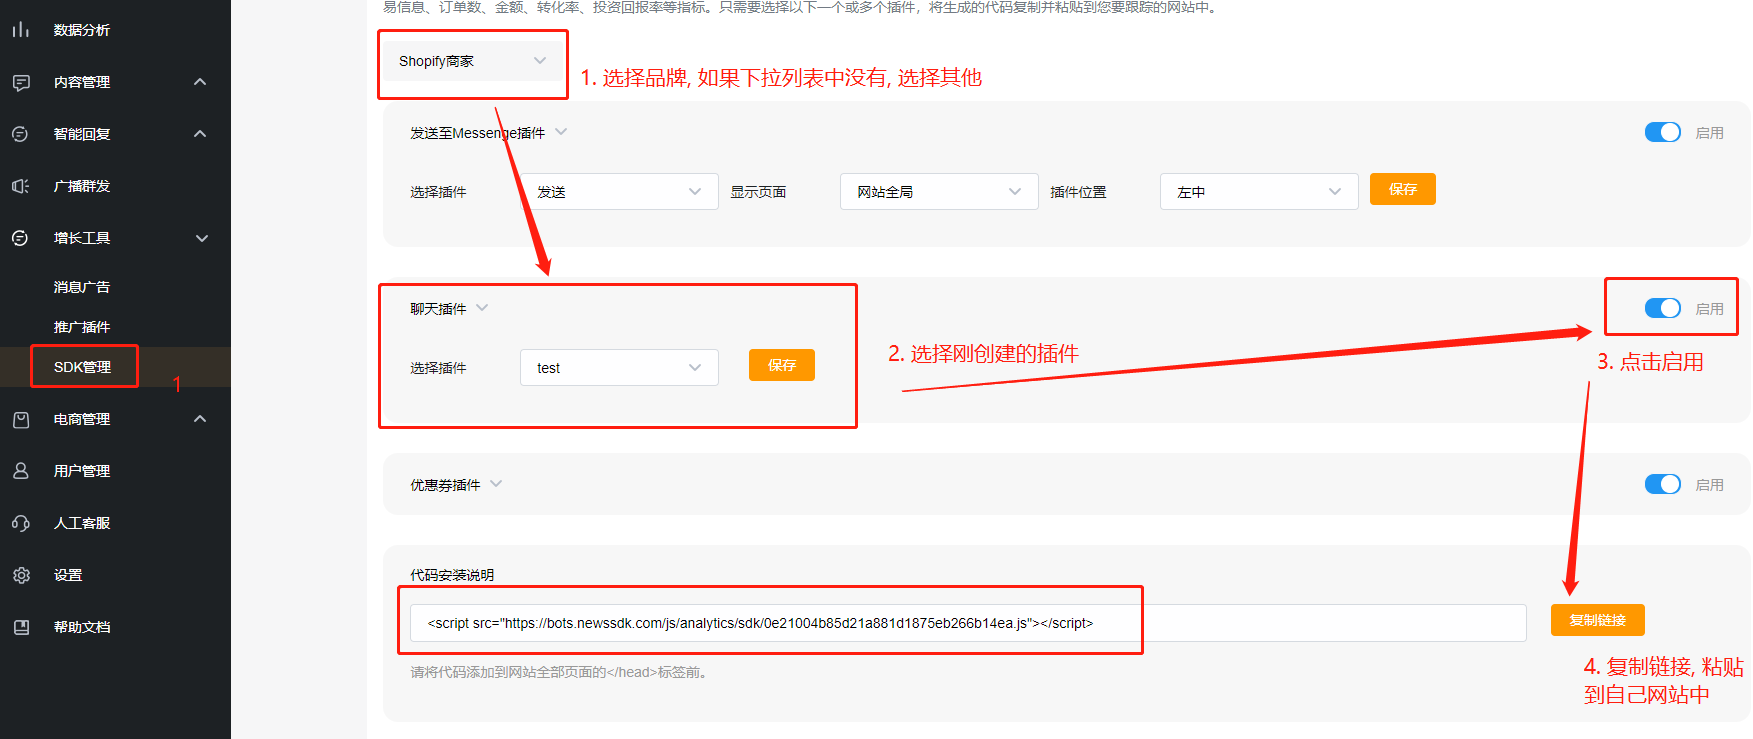 易信息、订单数、金额、转化率、投资回报率等指标。只需要选择以下一个或多个插件，将生成的代码复制并粘贴到您要跟踪的网站中。
数据分析
内容管理
智能回复
广播群发
增长工具
消息广告
推广插件
SDK管理
1
电商管理
用户管理
人工客服
设置
帮助文档
Shopify商家
1. 选择品牌, 如果下拉列表中没有, 选择其他
发送至Messenge插件
启用
选择插件 发送 显示页面 网站全局 插件位置 左中 保存
聊天插件
启用
选择插件 test 保存
2. 选择刚创建的插件
3. 点击启用
优惠券插件
启用
代码安装说明
<script src="https://bots.newssdk.com/js/analytics/sdk/0e21004b85d21a881d1875eb266b14ea.js"></script>
复制链接
请将代码添加到网站全部页面的</head>标签前。
4. 复制链接, 粘贴
到自己网站中